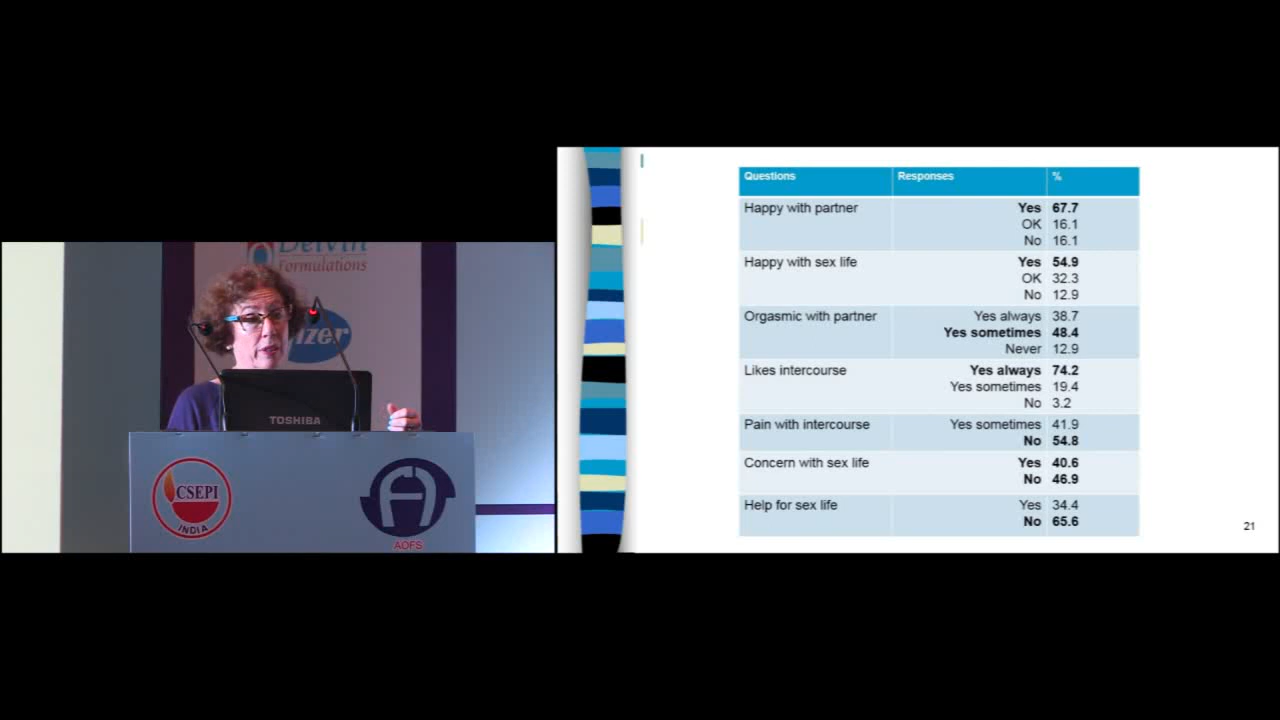 Delvin
Formulations
TOSHIBA
CSEPI
INDIA
AOFS
Questions Responses %
Happy with partner Yes 67.7
OK 16.1
No 16.1
Happy with sex life Yes 54.9
OK 32.3
No 12.9
Orgasmic with partner Yes always 38.7
Yes sometimes 48.4
Never 12.9
Likes intercourse Yes always 74.2
Yes sometimes 19.4
No 3.2
Pain with intercourse Yes sometimes 41.9
No 54.8
Concern with sex life Yes 40.6
No 46.9
Help for sex life Yes 34.4
No 65.6
21